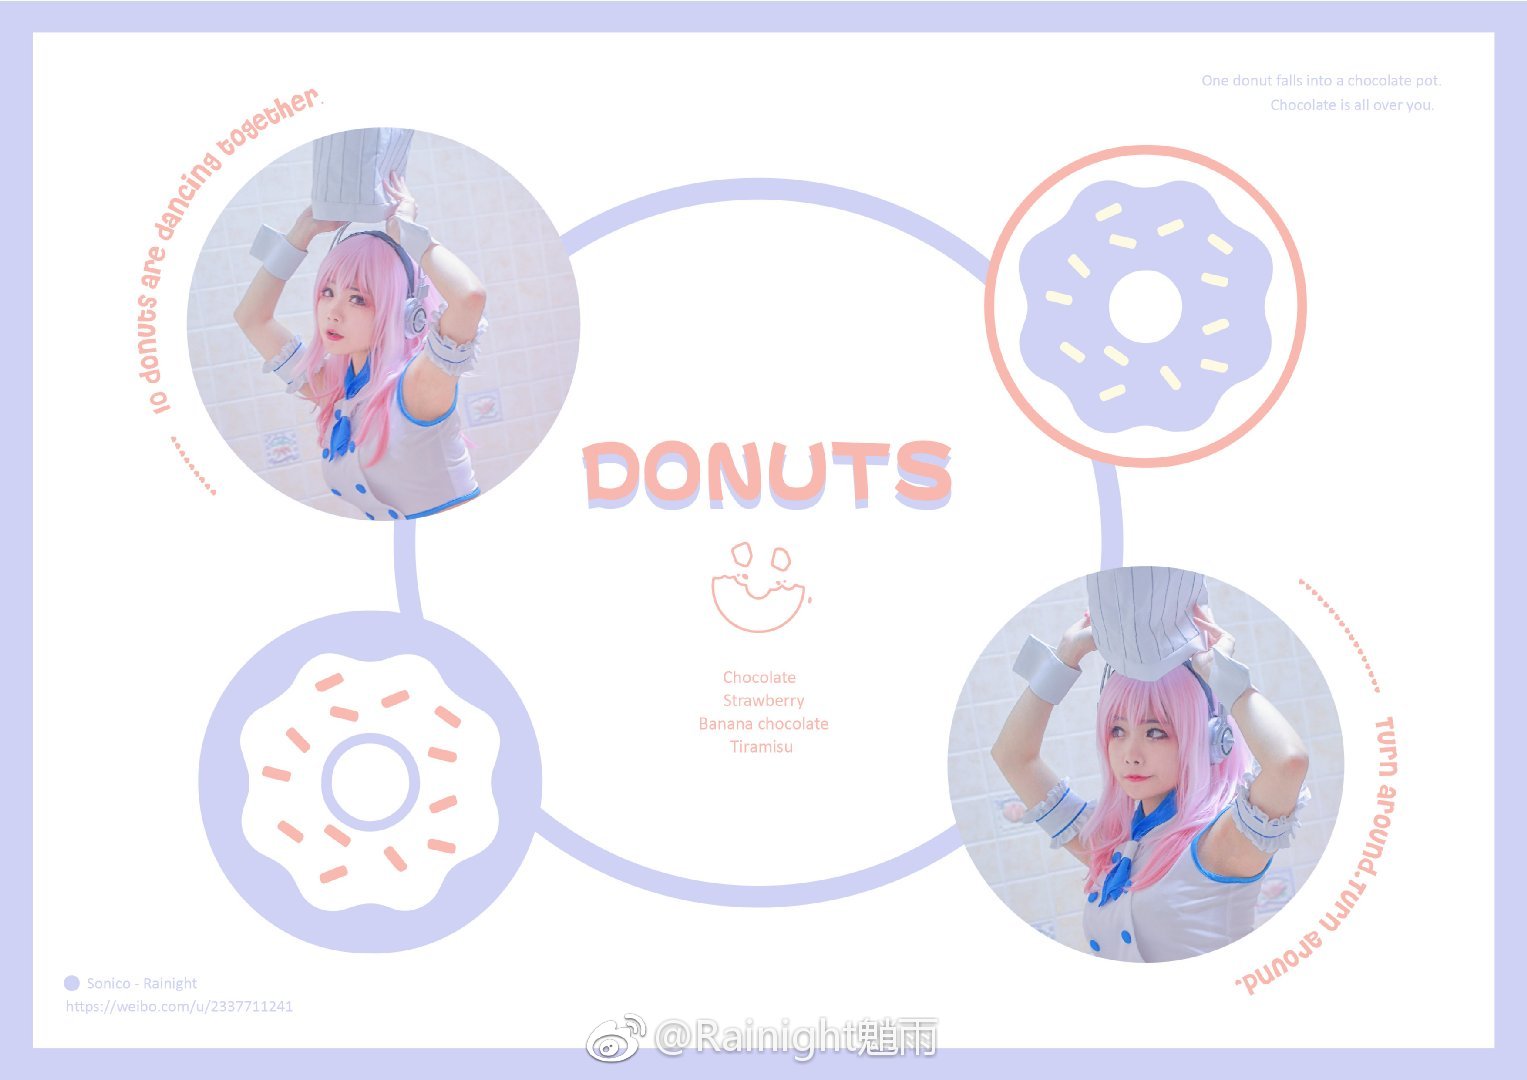 One donut falls into a chocolate pot.
Chocolate is all over you.
10 donuts are dancing together.
DONUTS
Chocolate
Strawberry
Banana chocolate
Tiramisu
Turn around.Turn around.
Sonico - Rainight
https://weibo.com/u/2337711241
@Rainight魈雨